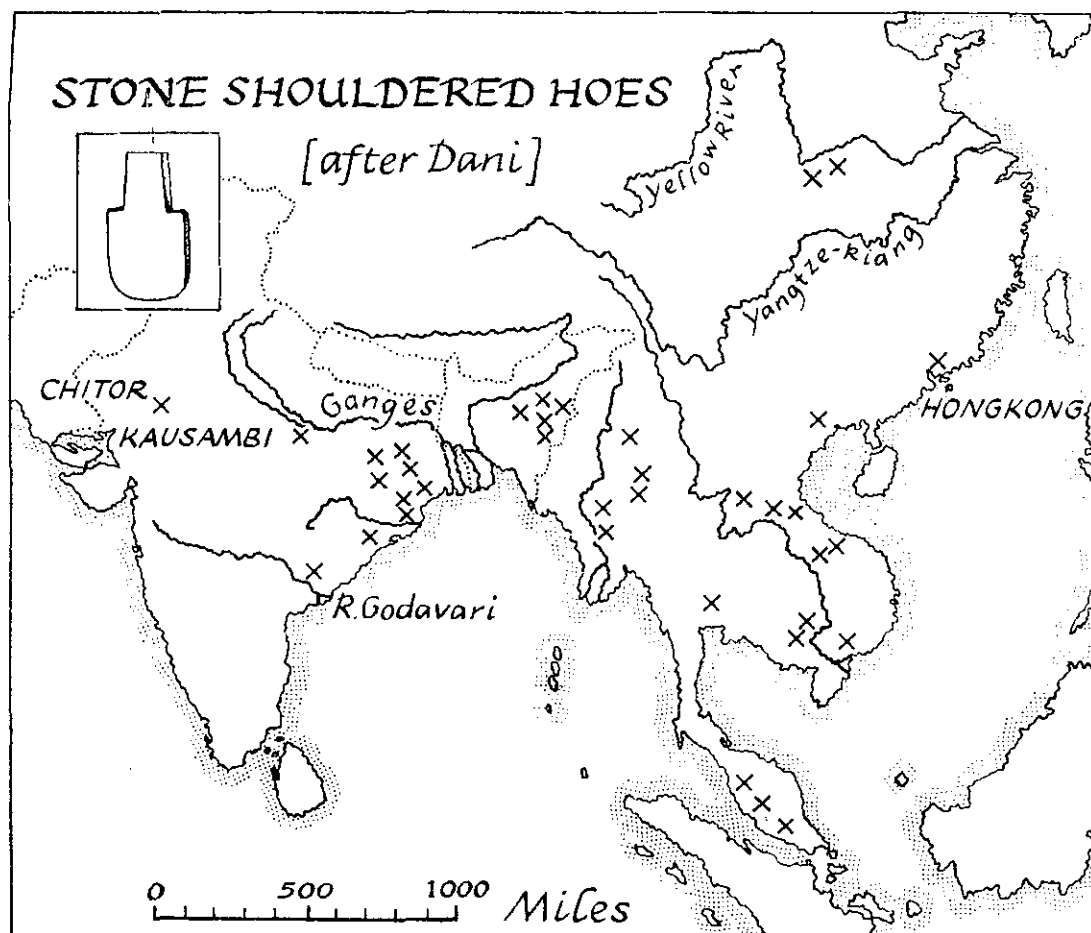 STONE SHOULDERED HOES
[after Dani]
Yellow River
Yangtze-kiang
CHITOR
KAUSAMBI
Ganges
HONGKONG
R. Godavari
0 500 1000 Miles